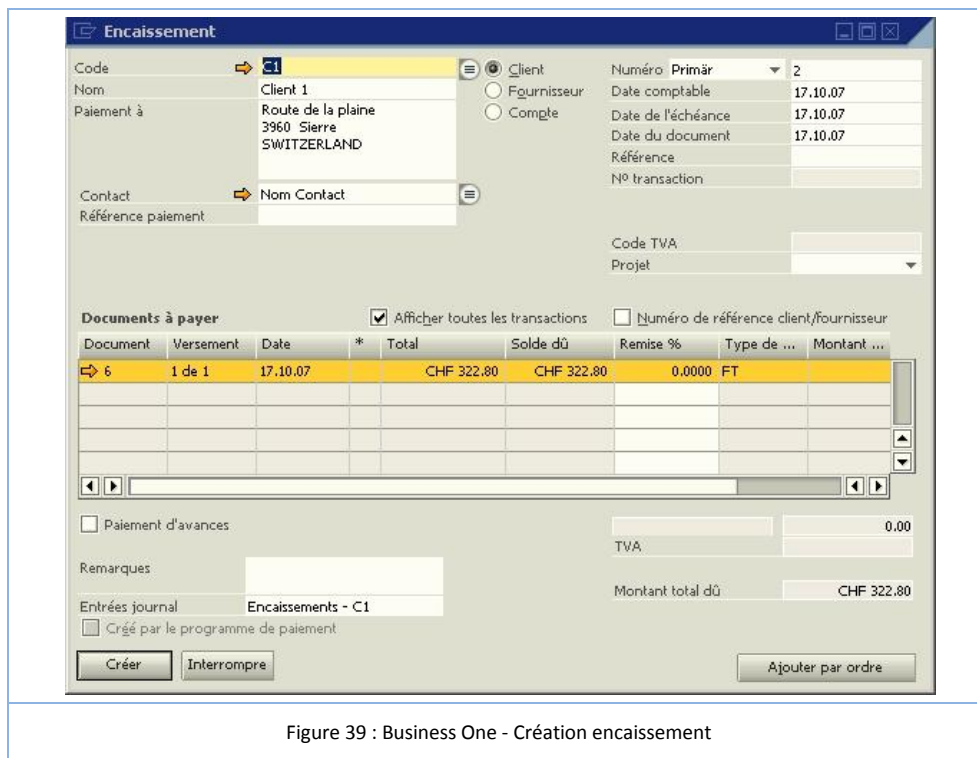 Encaissement
Code C1 Client Numéro Primär 2
Nom Client 1 Fournisseur Date comptable 17.10.07
Paiement à Route de la plaine Compte Date de l'échéance 17.10.07
3960 Sierre Date du document 17.10.07
SWITZERLAND Référence
Nº transaction
Contact Nom Contact
Référence paiement
Code TVA
Projet
Documents à payer Afficher toutes les transactions Numéro de référence client/fournisseur
Document Versement Date * Total Solde dû Remise % Type de ... Montant ...
6 1 de 1 17.10.07 CHF 322.80 CHF 322.80 0.0000 FT
Paiement d'avances 0.00
TVA
Remarques
Montant total dû CHF 322.80
Entrées journal Encaissements - C1
Créé par le programme de paiement
Créer Interrompre Ajouter par ordre
Figure 39 : Business One - Création encaissement